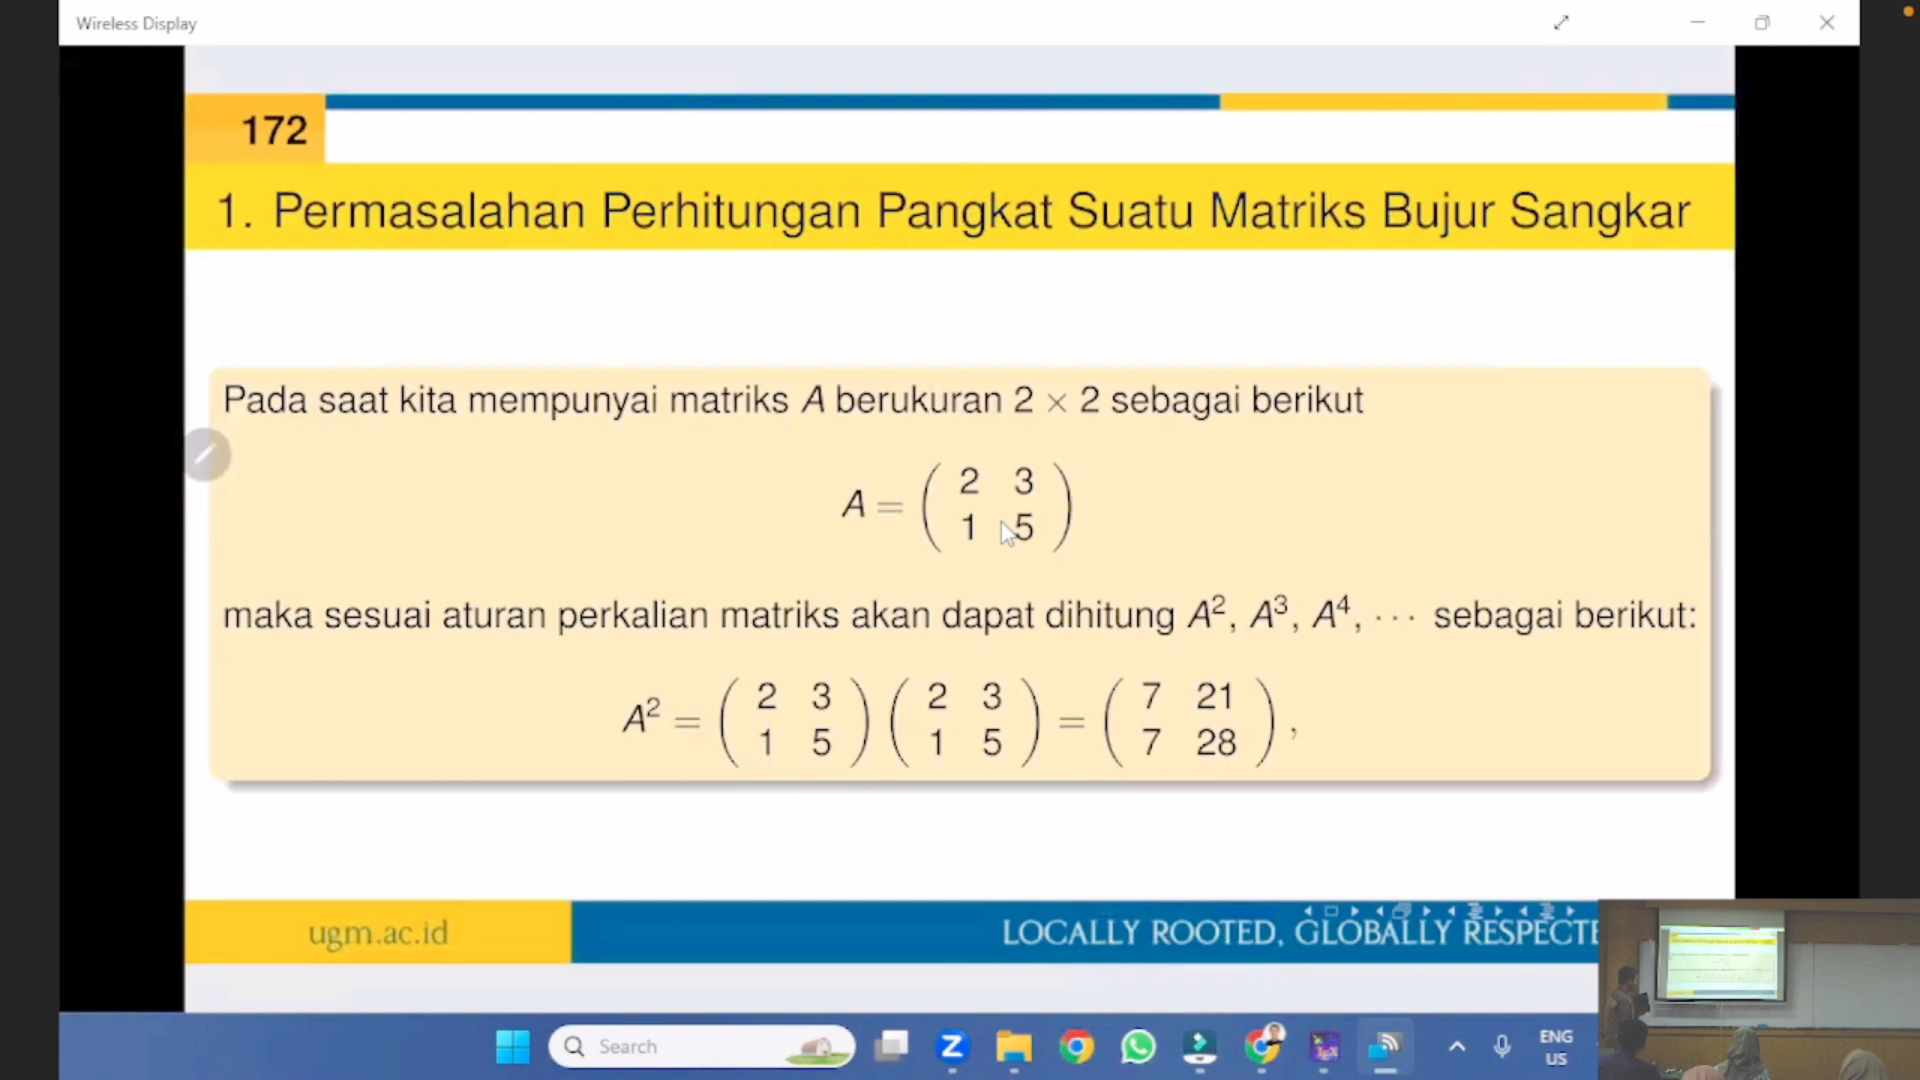 Wireless Display
172
1. Permasalahan Perhitungan Pangkat Suatu Matriks Bujur Sangkar
Pada saat kita mempunyai matriks A berukuran 2 × 2 sebagai berikut
A = ( 2 3
1 5 )
maka sesuai aturan perkalian matriks akan dapat dihitung A², A³, A⁴, ··· sebagai berikut:
A² = ( 2 3 ) ( 2 3 ) = ( 7 21 ) ,
( 1 5 ) ( 1 5 ) ( 7 28 )
ugm.ac.id
LOCALLY ROOTED, GLOBALLY RESPECTE
Search
ENG
US